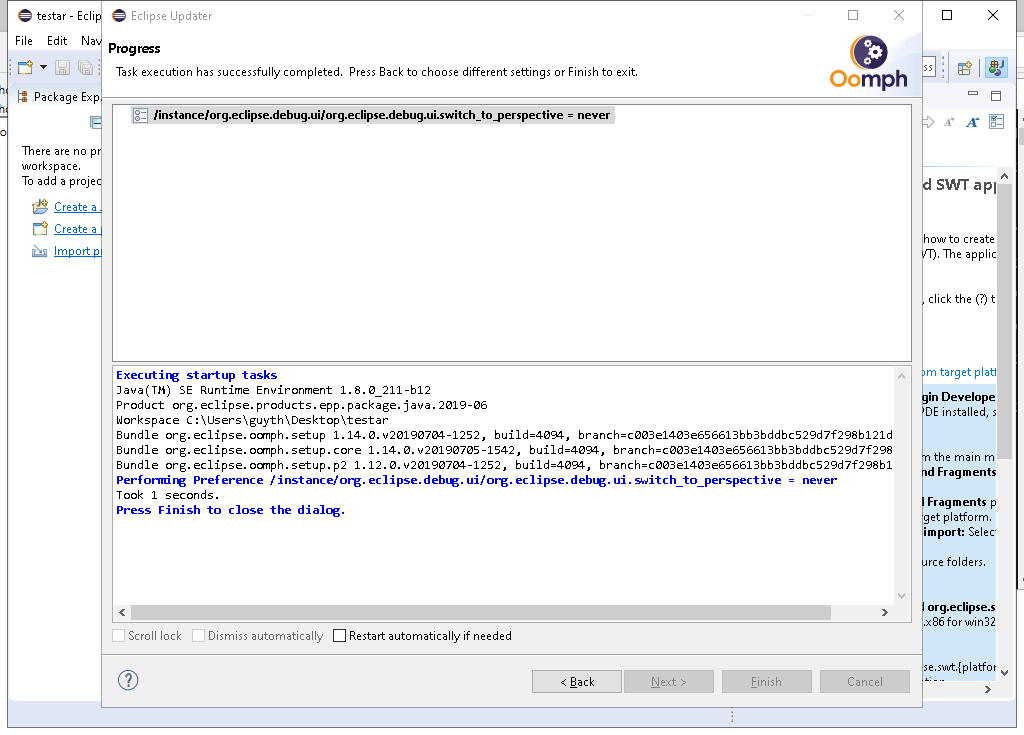 testar - Eclip
Eclipse Updater
File Edit Nav
Progress
Task execution has successfully completed. Press Back to choose different settings or Finish to exit.
Oomph
ss
Package Exp
/instance/org.eclipse.debug.ui/org.eclipse.debug.ui.switch_to_perspective = never
There are no pr
workspace.
To add a projec
Create a
Create a
Import p
d SWT app
how to create
VT). The applic
, click the (?) t
om target platf
gin Develope
PDE installed, s
m the main m
nd Fragments
d Fragments p
get platform.
import: Selec
urce folders.
d org.eclipse.s
.x86 for win32
se.swt.{platfor
Executing startup tasks
Java(TM) SE Runtime Environment 1.8.0_211-b12
Product org.eclipse.products.epp.package.java.2019-06
Workspace C:\Users\guyth\Desktop\testar
Bundle org.eclipse.oomph.setup 1.14.0.v20190704-1252, build=4094, branch=c003e1403e656613bb3bddbc529d7f298b121d
Bundle org.eclipse.oomph.setup.core 1.14.0.v20190705-1542, build=4094, branch=c003e1403e656613bb3bddbc529d7f298
Bundle org.eclipse.oomph.setup.p2 1.12.0.v20190704-1252, build=4094, branch=c003e1403e656613bb3bddbc529d7f298b1
Performing Preference /instance/org.eclipse.debug.ui/org.eclipse.debug.ui.switch_to_perspective = never
Took 1 seconds.
Press Finish to close the dialog.
Scroll lock Dismiss automatically Restart automatically if needed
< Back Next > Finish Cancel